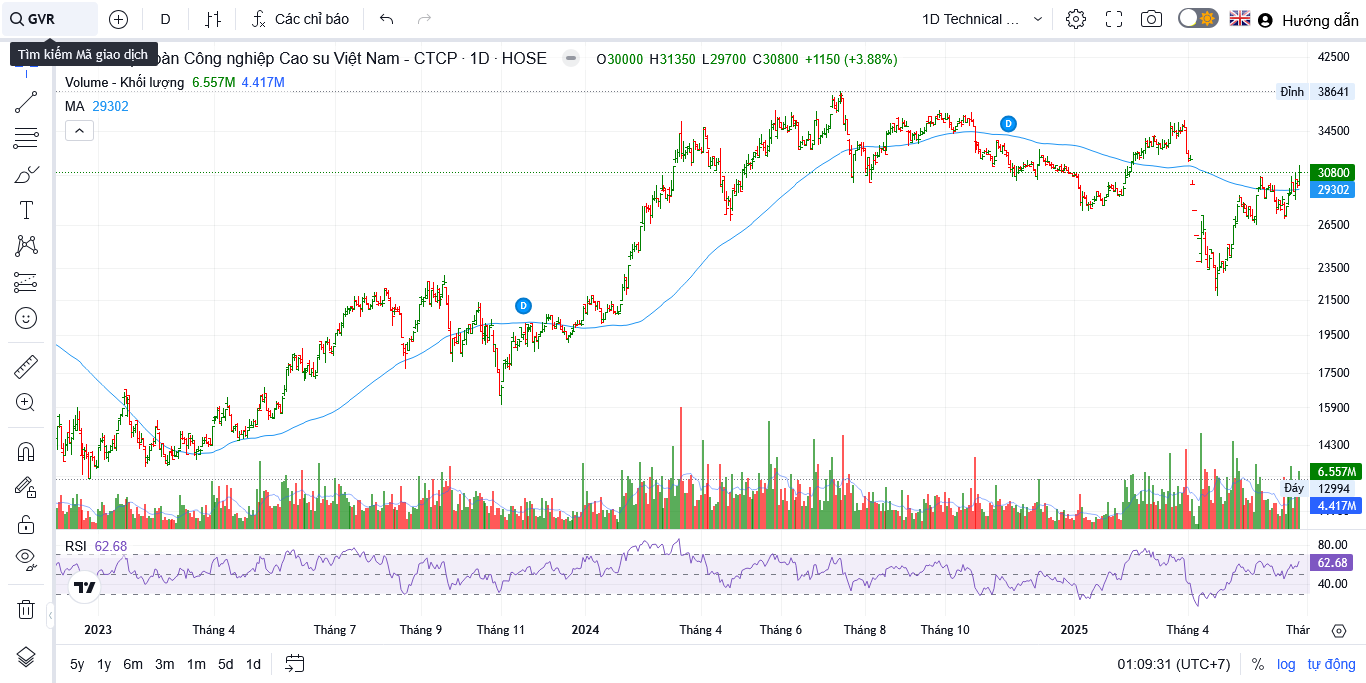 GVR D Các chỉ báo 1D Technical ... Hướng dẫn
Tìm kiếm Mã giao dịch oàn Công nghiệp Cao su Việt Nam - CTCP · 1D · HOSE O30000 H31350 L29700 C30800 +1150 (+3.88%)
Volume - Khối lượng 6.557M 4.417M
MA 29302
42500
Đỉnh 38641
34500
30800
29302
26500
23500
21500
19500
17500
15900
14300
6.557M
Đáy 12994
4.417M
D
D
RSI 62.68
80.00
62.68
40.00
2023 Tháng 4 Tháng 7 Tháng 9 Tháng 11 2024 Tháng 4 Tháng 6 Tháng 8 Tháng 10 2025 Tháng 4 Thár
5y 1y 6m 3m 1m 5d 1d 01:09:31 (UTC+7) % log tự động